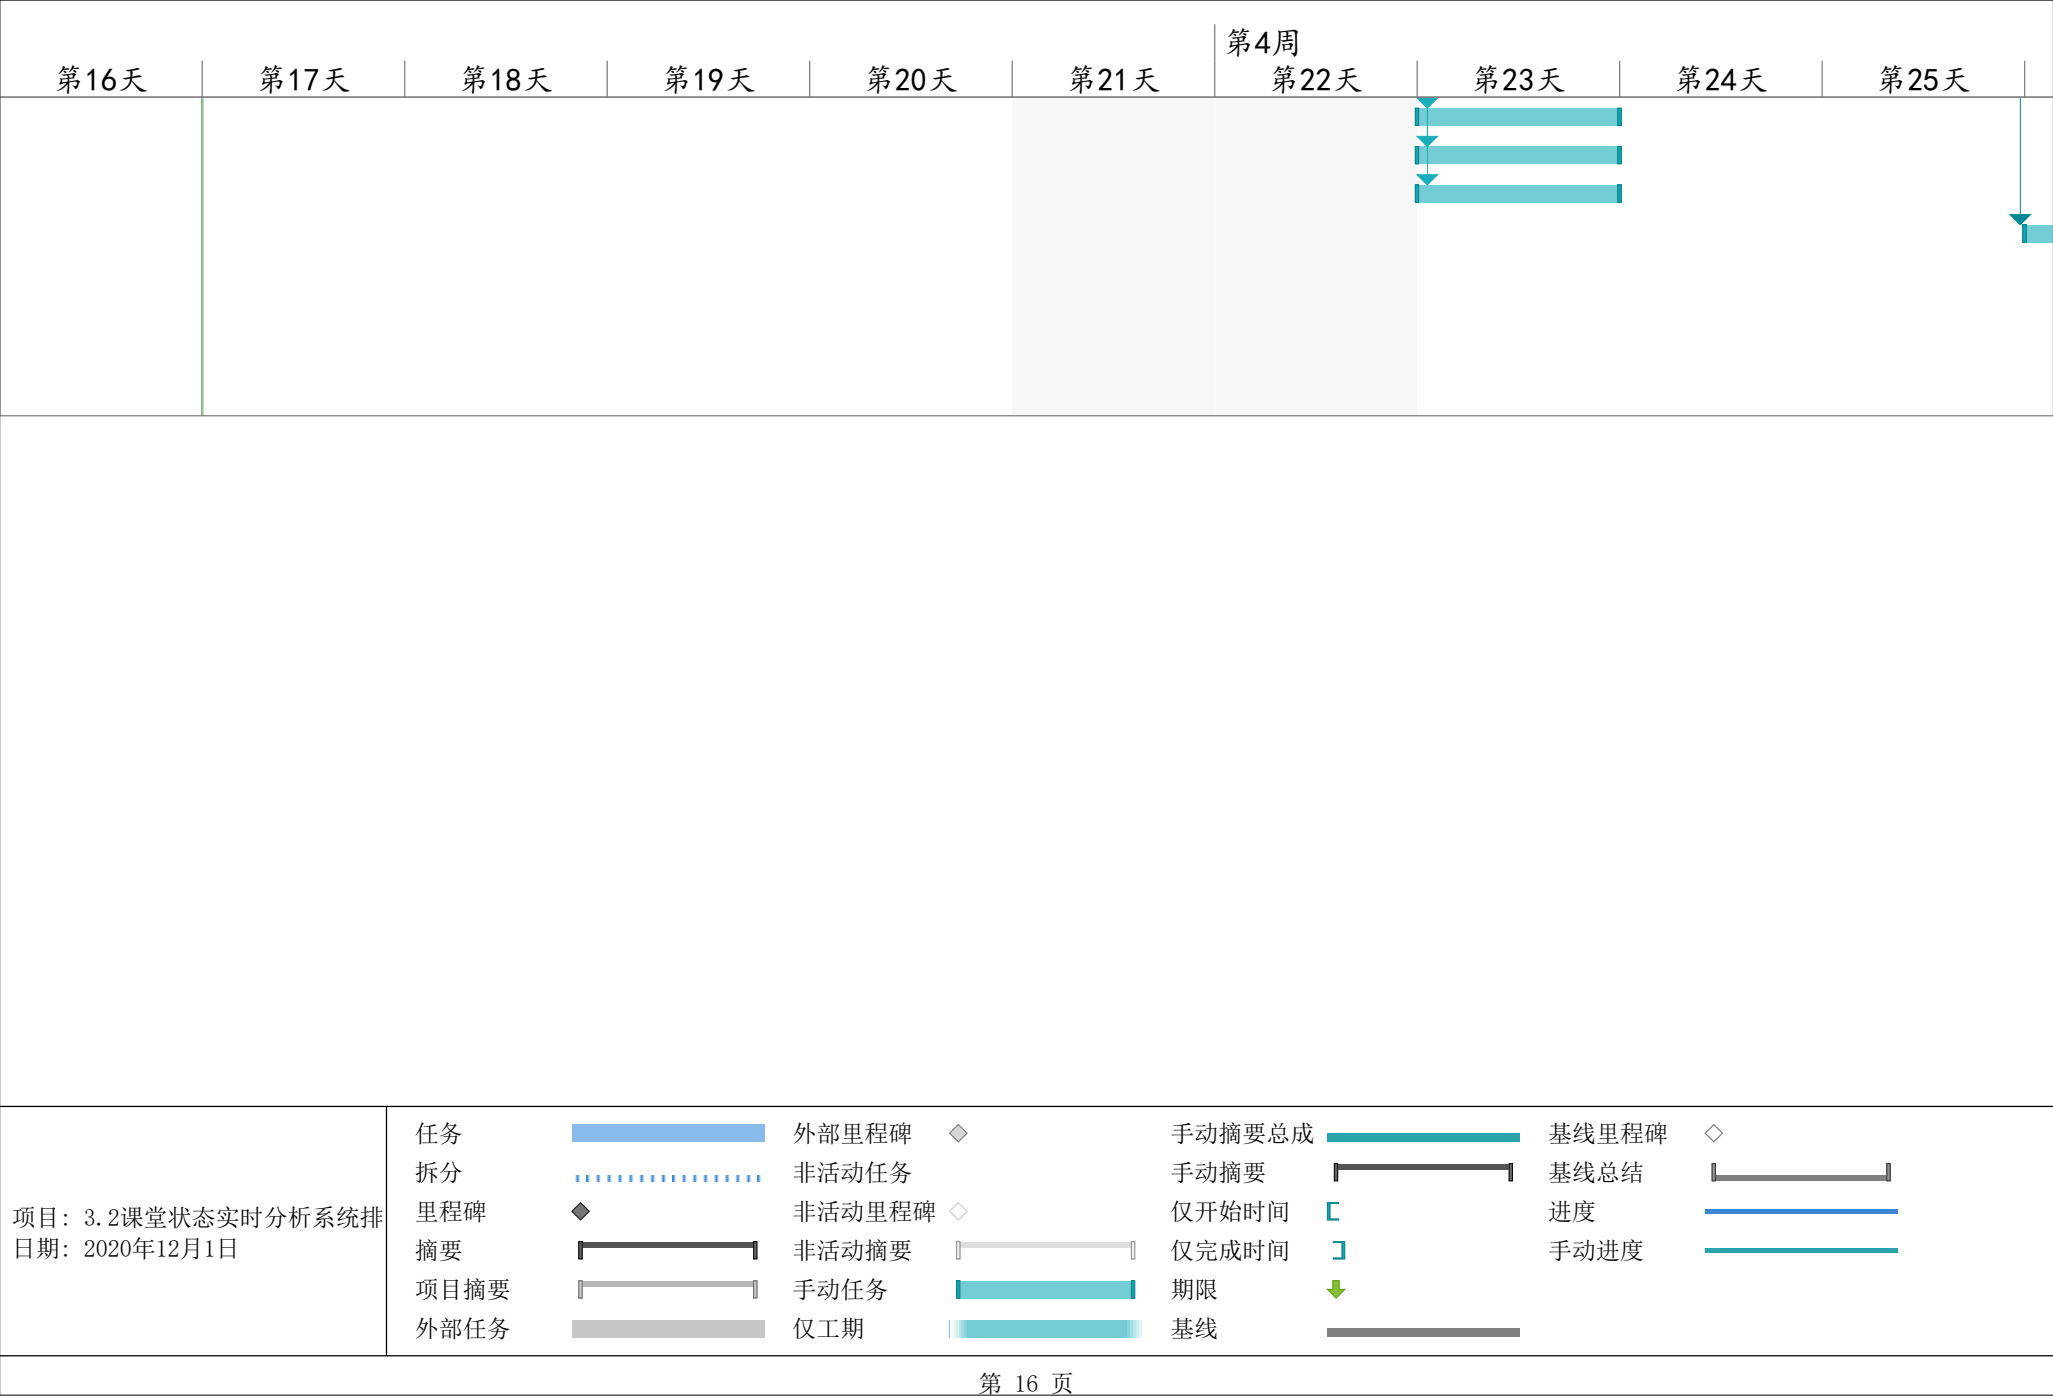 第4周
第16天 第17天 第18天 第19天 第20天 第21天 第22天 第23天 第24天 第25天
任务 外部里程碑 手动摘要总成 基线里程碑
拆分 非活动任务 手动摘要 基线总结
里程碑 非活动里程碑 仅开始时间 进度
项目: 3.2课堂状态实时分析系统排
日期: 2020年12月1日
摘要 非活动摘要 仅完成时间 手动进度
项目摘要 手动任务 期限
外部任务 仅工期 基线
第 16 页